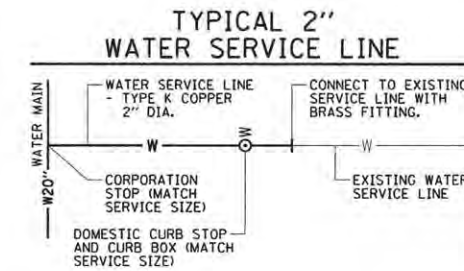 TYPICAL 2"
WATER SERVICE LINE
WATER SERVICE LINE
- TYPE K COPPER
2" DIA.
CONNECT TO EXISTING
SERVICE LINE WITH
BRASS FITTING.
WATER MAIN
W20"
W
W
W
CORPORATION
STOP (MATCH
SERVICE SIZE)
EXISTING WATER
SERVICE LINE
DOMESTIC CURB STOP
AND CURB BOX (MATCH
SERVICE SIZE)